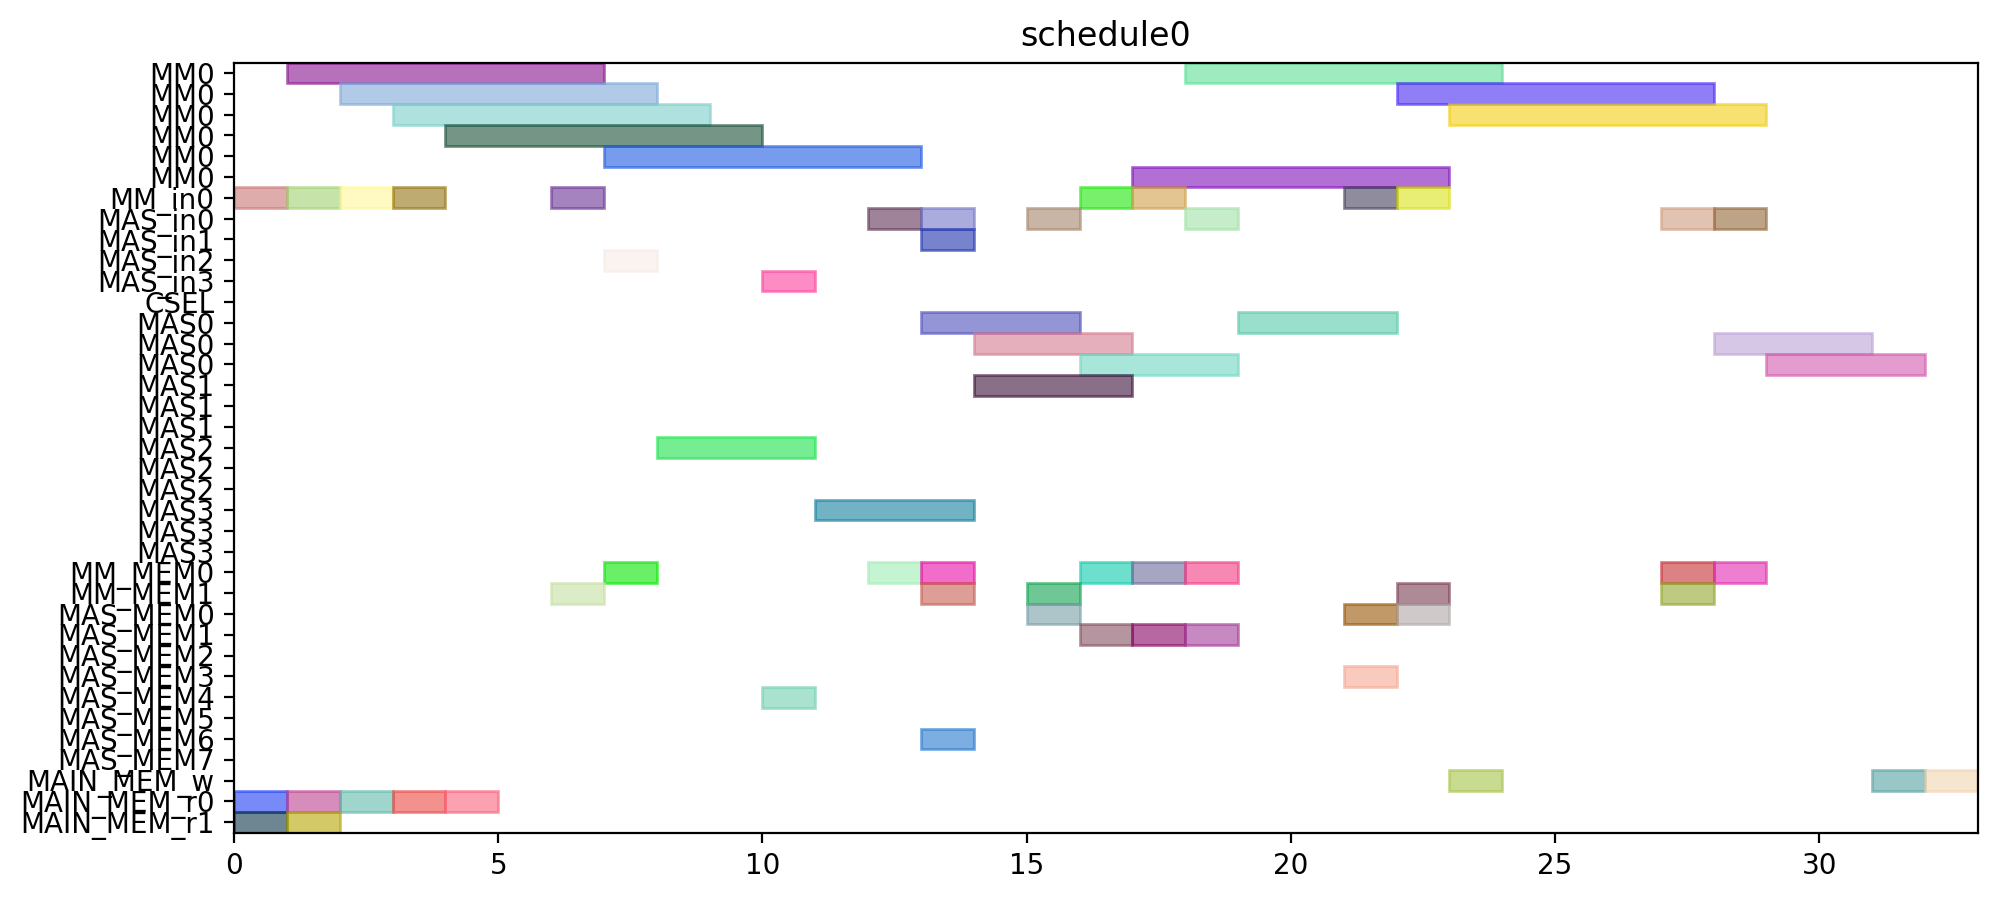 schedule0
MM0
MM0
MM0
MM0
MM0
MM0
MM_in0
MAS_in0
MAS_in1
MAS_in2
MAS_in3
CSEL
MAS0
MAS0
MAS0
MAS1
MAS1
MAS1
MAS2
MAS2
MAS2
MAS3
MAS3
MAS3
MM_MEM0
MM_MEM1
MAS_MEM0
MAS_MEM1
MAS_MEM2
MAS_MEM3
MAS_MEM4
MAS_MEM5
MAS_MEM6
MAS_MEM7
MAIN_MEM_w
MAIN_MEM_r0
MAIN_MEM_r1
0 5 10 15 20 25 30